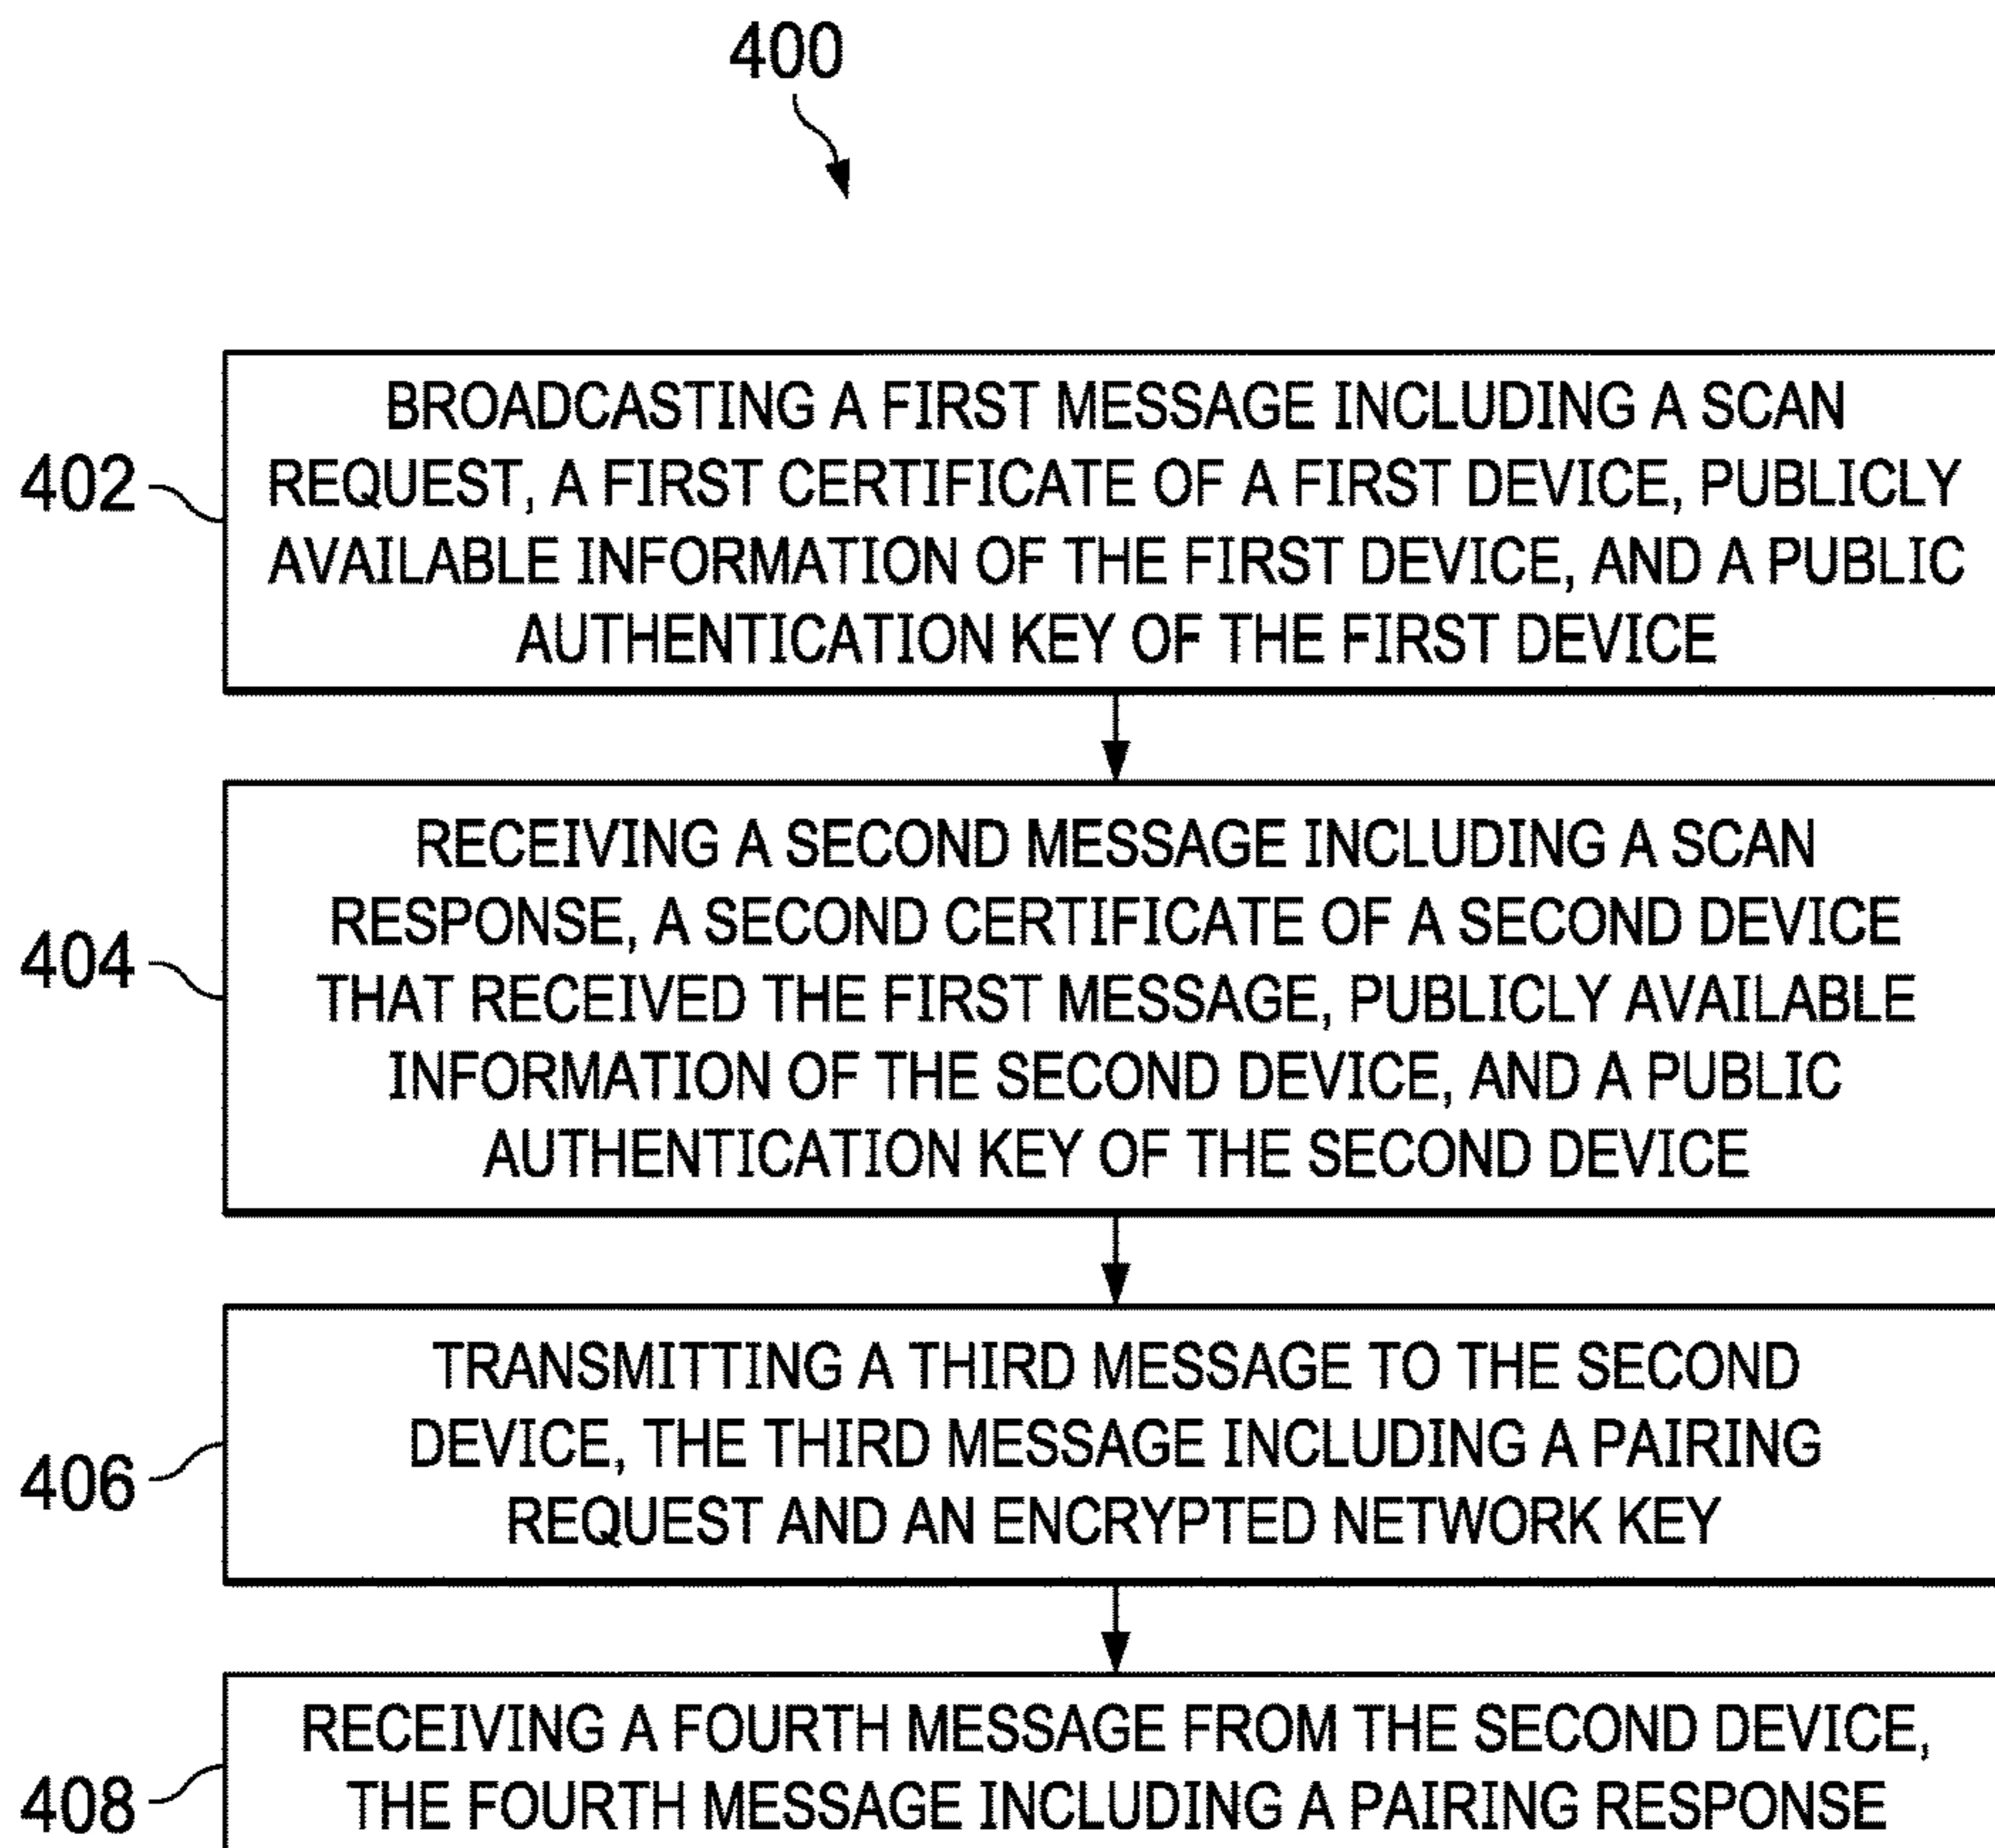 400
402
BROADCASTING A FIRST MESSAGE INCLUDING A SCAN
REQUEST, A FIRST CERTIFICATE OF A FIRST DEVICE, PUBLICLY
AVAILABLE INFORMATION OF THE FIRST DEVICE, AND A PUBLIC
AUTHENTICATION KEY OF THE FIRST DEVICE
404
RECEIVING A SECOND MESSAGE INCLUDING A SCAN
RESPONSE, A SECOND CERTIFICATE OF A SECOND DEVICE
THAT RECEIVED THE FIRST MESSAGE, PUBLICLY AVAILABLE
INFORMATION OF THE SECOND DEVICE, AND A PUBLIC
AUTHENTICATION KEY OF THE SECOND DEVICE
406
TRANSMITTING A THIRD MESSAGE TO THE SECOND
DEVICE, THE THIRD MESSAGE INCLUDING A PAIRING
REQUEST AND AN ENCRYPTED NETWORK KEY
408
RECEIVING A FOURTH MESSAGE FROM THE SECOND DEVICE,
THE FOURTH MESSAGE INCLUDING A PAIRING RESPONSE